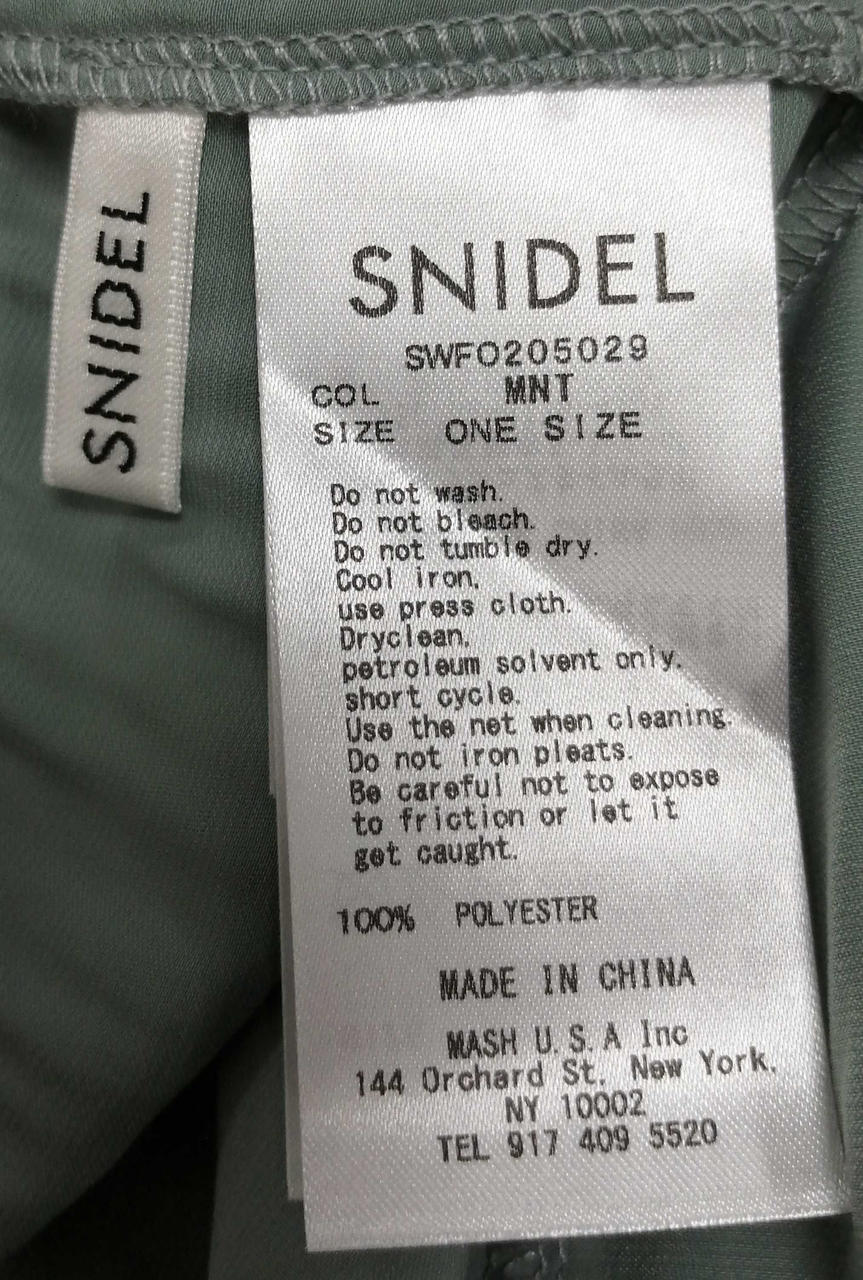 SNIDEL
SNIDEL
SWFO205029
COL MNT
SIZE ONE SIZE
Do not wash.
Do not bleach.
Do not tumble dry.
Cool iron.
use press cloth.
Dryclean.
petroleum solvent only.
short cycle.
Use the net when cleaning.
Do not iron pleats.
Be careful not to expose
to friction or let it
get caught.
100% POLYESTER
MADE IN CHINA
MASH U.S.A Inc
144 Orchard St. New York.
NY 10002
TEL 917 409 5520